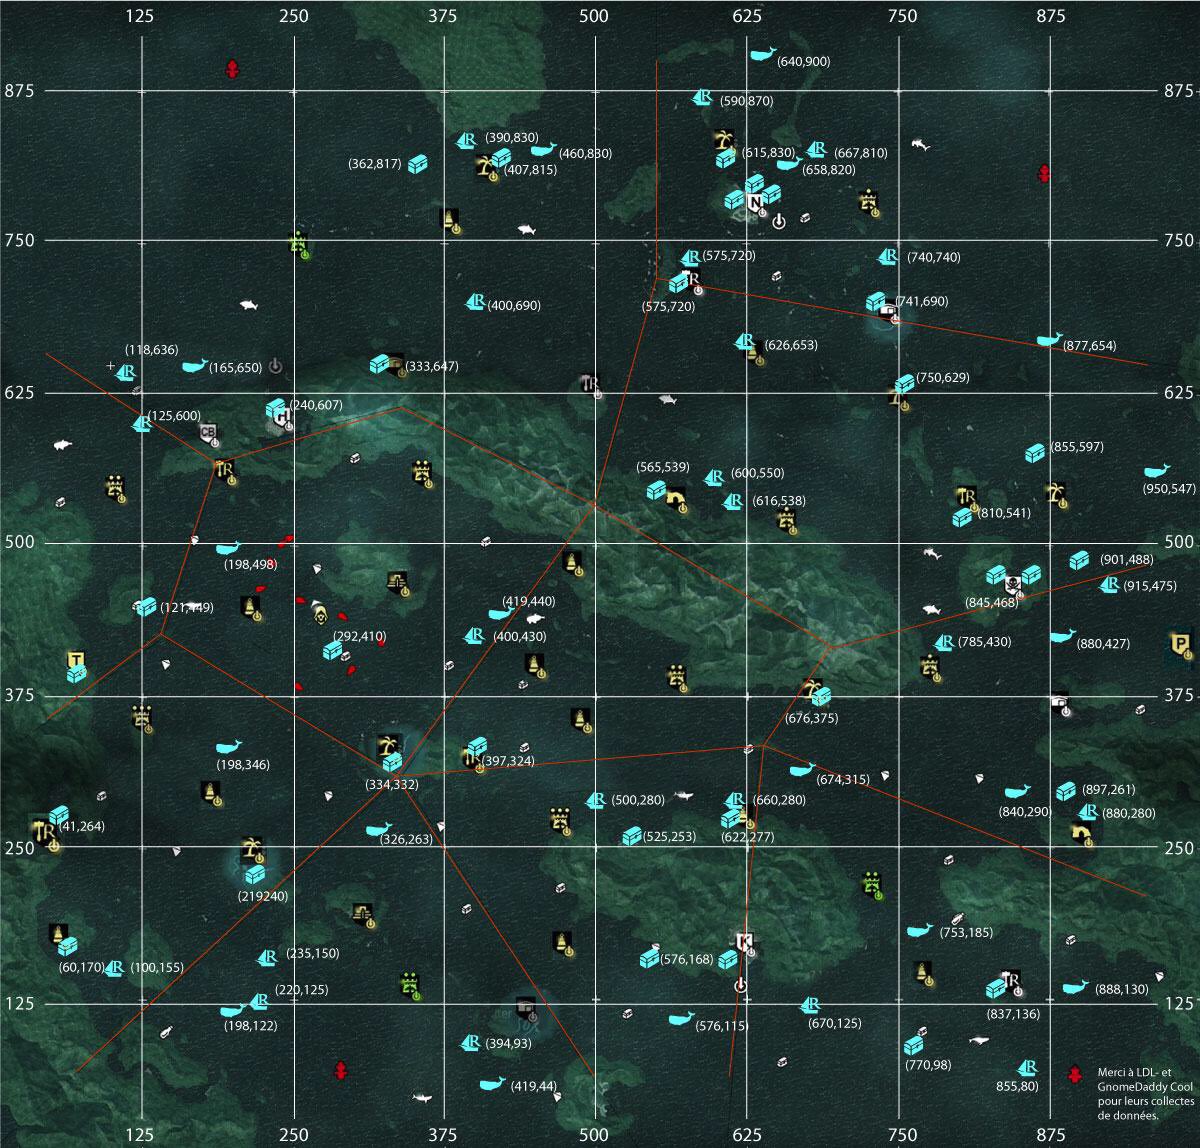 125 250 375 500 625 750 875
(640,900)
875 (590,870) 875
(390,830) (460,830) (615,830) (667,810)
(362,817) R (407,815) (658,820)
N
750 750
(575,720) R (740,740)
(575,720) (741,690)
(400,690)
(626,653) (877,654)
(118,636) (165,650) (333,647)
(750,629)
625 TR 625
(240,607)
(125,600) H
CB
TR
(855,597)
(565,539) (600,550) (950,547)
(616,538) TR (810,541)
500 500
(198,498) (901,488)
(845,468) (915,475)
(121,449) (419,440)
(292,410) (400,430) (785,430) (880,427)
T P
375 375
(676,375)
(198,346) (334,332) (397,324)
(674,315)
(41,264) (326,263) (500,280) (660,280) (840,290) (897,261)
TR (525,253) (622,277) (880,280)
250 250
(219240)
(60,170) (100,155) (235,150) (576,168) K (753,185)
(220,125) TR (888,130)
125 (198,122) (837,136) 125
(576,115) (670,125)
(394,93) (770,98)
(419,44) 855,80)
Merci à LDL- et
GnomeDaddy Cool
pour leurs collectes
de données.
125 250 375 500 625 750 875